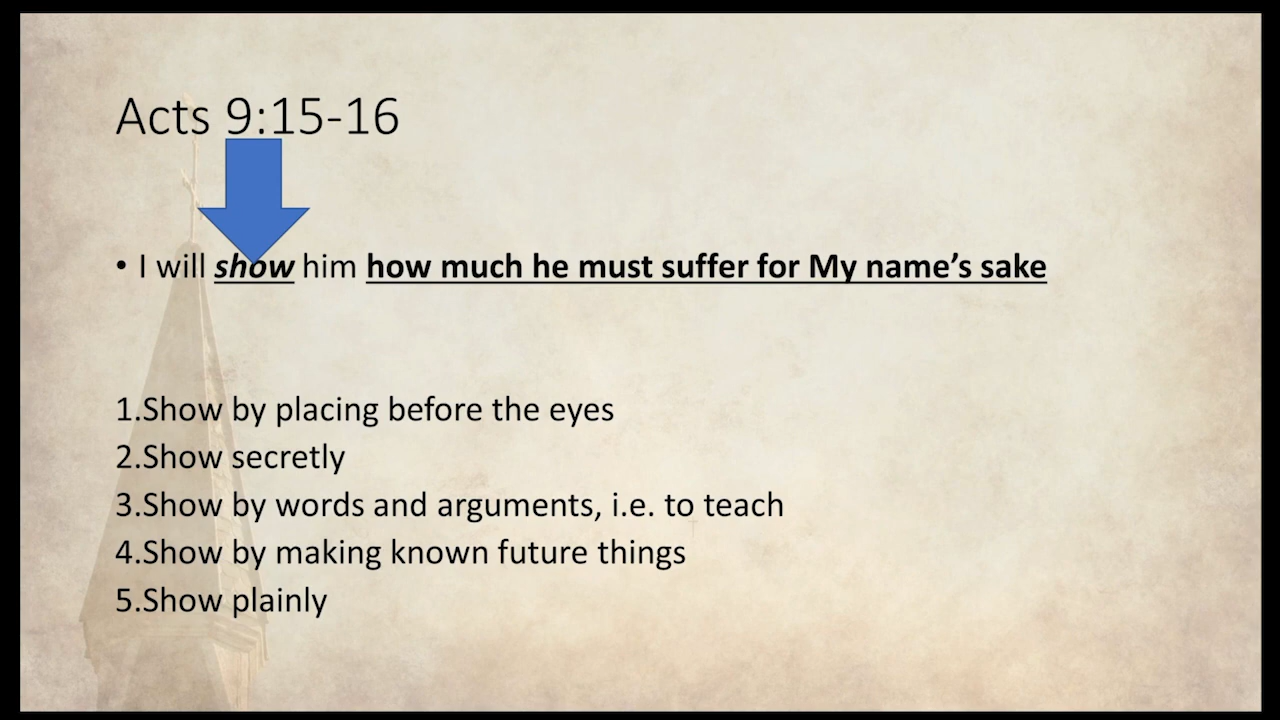 Acts 9:15-16
• I will show him how much he must suffer for My name’s sake
1.Show by placing before the eyes
2.Show secretly
3.Show by words and arguments, i.e. to teach
4.Show by making known future things
5.Show plainly